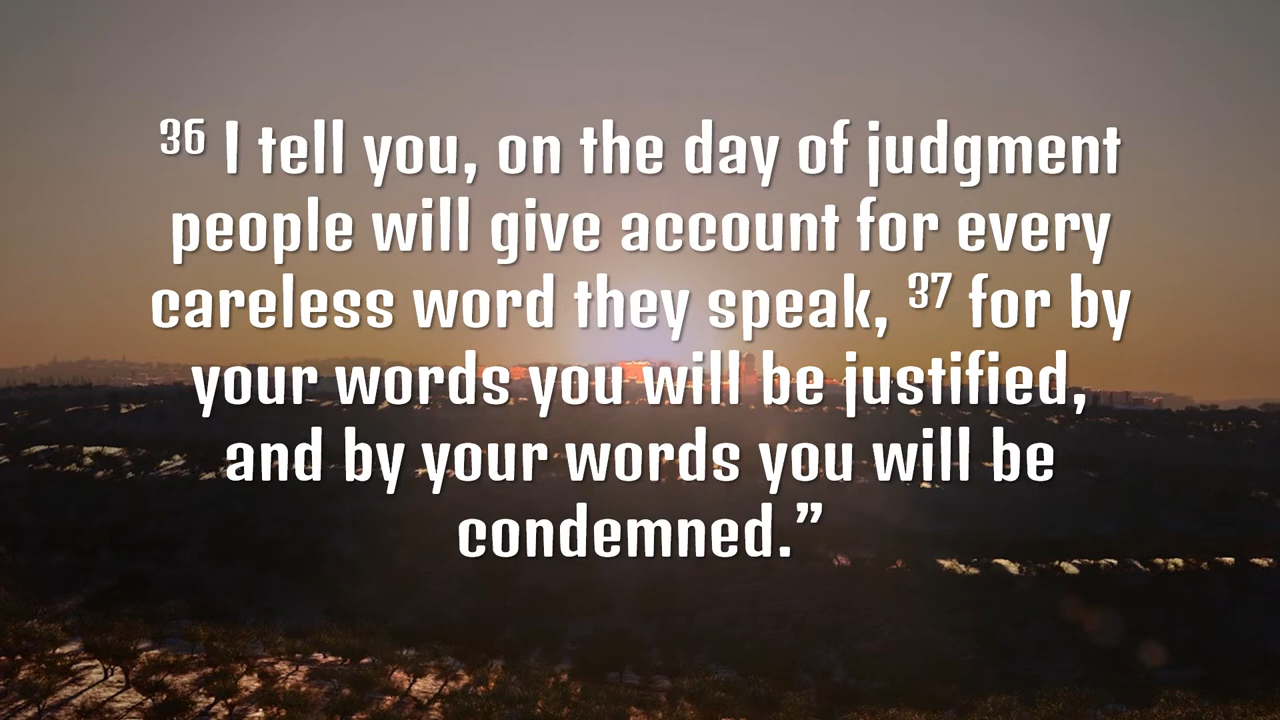 ³⁶ I tell you, on the day of judgment
people will give account for every
careless word they speak, ³⁷ for by
your words you will be justified,
and by your words you will be
condemned.”